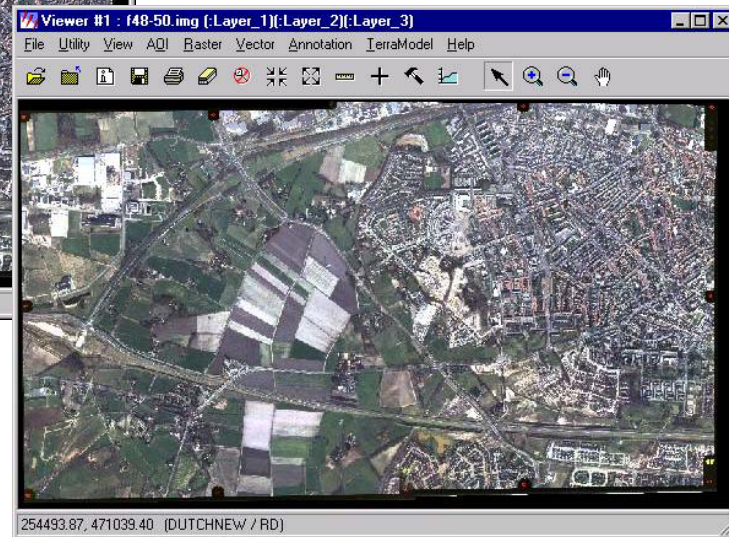 Viewer #1 : f48-50.img (:Layer_1)(:Layer_2)(:Layer_3)
File Utility View AOI Raster Vector Annotation TerraModel Help
254493.87, 471039.40 (DUTCHNEW / RD)